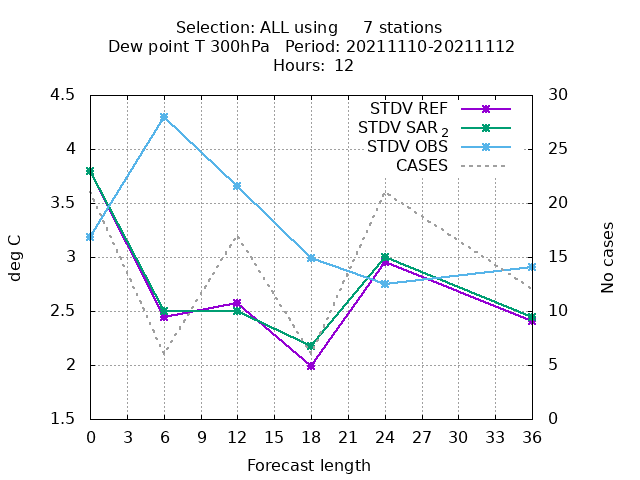 Selection: ALL using     7 stations
Dew point T 300hPa   Period: 20211110-20211112
Hours: 12
STDV REF
STDV SAR 2
STDV OBS
CASES
4.5
4
3.5
3
2.5
2
1.5
deg C
30
25
20
15
10
5
0
No cases
0 3 6 9 12 15 18 21 24 27 30 33 36
Forecast length